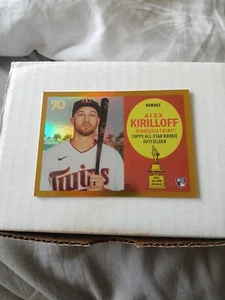 70
NOMINEE
ALEX
KIRILLOFF
MINNESOTA TWINS
TOPPS ALL-STAR ROOKIE
OUTFIELDER
Twins
RC